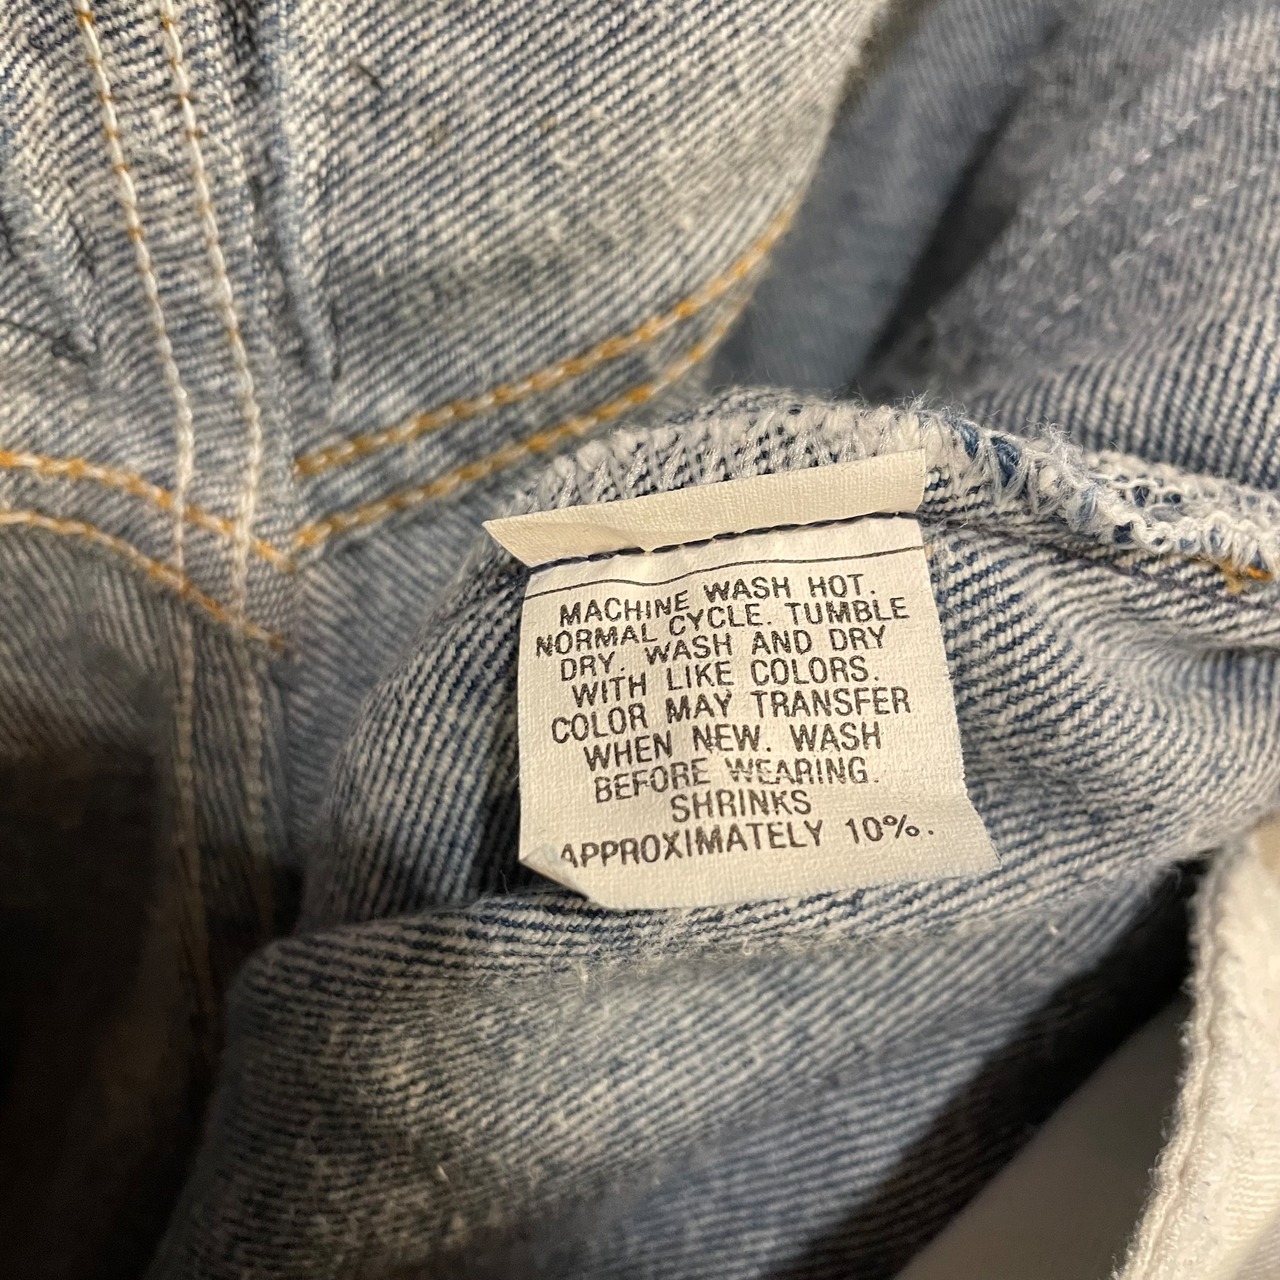 MACHINE WASH HOT.
NORMAL CYCLE. TUMBLE
DRY. WASH AND DRY
WITH LIKE COLORS.
COLOR MAY TRANSFER
WHEN NEW. WASH
BEFORE WEARING.
SHRINKS
APPROXIMATELY 10%.